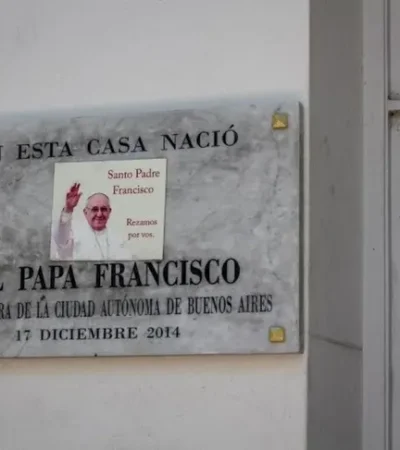 ESTA CASA NACIÓ
Santo Padre
Francisco
Rezamos
por vos.
PAPA FRANCISCO
DE LA CIUDAD AUTÓNOMA DE BUENOS AIRES
17 DICIEMBRE 2014